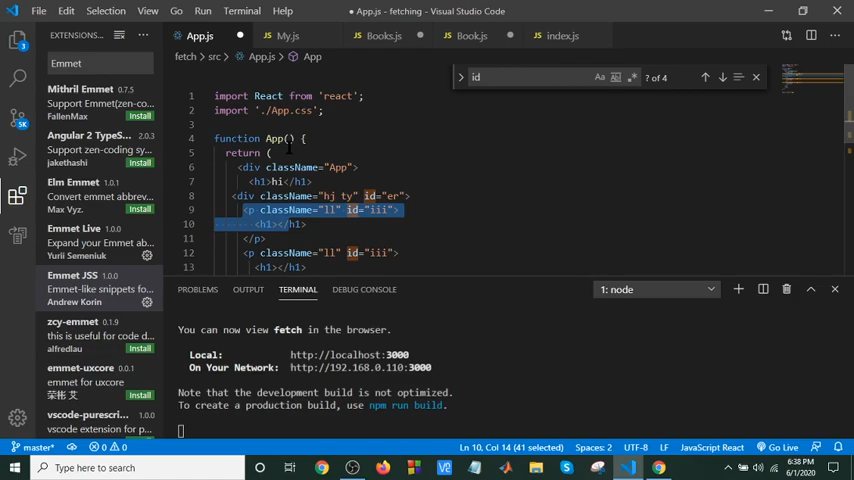 File Edit Selection View Go Run Terminal Help
● App.js - fetching - Visual Studio Code
EXTENSIONS...
App.js My.js Books.js Book.js index.js
fetch > src > App.js > App
Emmet
id
Aa
? of 4
Mithril Emmet 0.7.5
Support Emmet(zen-co...
FallenMax Install
Angular 2 TypeS... 2.0.3
Support zen-coding sy...
jakethashi Install
Elm Emmet 1.0.1
Convert emmet abbrev...
Max Vyz. Install
Emmet Live 1.0.0
Expand your Emmet ab...
Yurii Semeniuk
Emmet JSS 1.0.0
Emmet-like snippets fo...
Andrew Korin
zcy-emmet 0.1.9
this is useful for code d...
alfredlau Install
emmet-uxcore 1.0.1
emmet for uxcore
Install
vscode-purescrip... 1.0.0
vscode extension for p...
3
5
1 import React from 'react';
2 import './App.css';
3
4 function App() {
5 return (
6 <div className="App">
7 <h1>hi</h1>
8 <div className="hj ty" id="er">
9 <p className="ll" id="iii">
10 <h1></h1>
11 </p>
12 <p className="ll" id="iii">
13 <h1></h1>
PROBLEMS OUTPUT TERMINAL DEBUG CONSOLE
1: node
You can now view fetch in the browser.
Local: http://localhost:3000
On Your Network: http://192.168.0.110:3000
Note that the development build is not optimized.
To create a production build, use npm run build.
master* 0 0
Ln 10, Col 14 (41 selected) Spaces: 2 UTF-8 LF JavaScript React Go Live
Type here to search
6:38 PM
6/1/2020